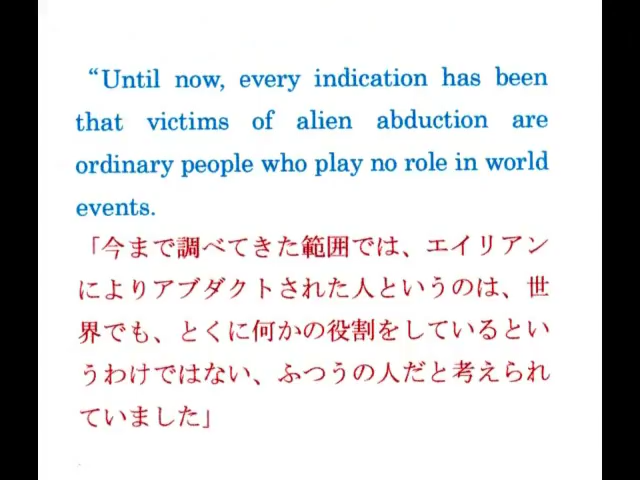 “Until now, every indication has been
that victims of alien abduction are
ordinary people who play no role in world
events.
「今まで調べてきた範囲では、エイリアン
によりアブダクトされた人というのは、世
界でも、とくに何かの役割をしているとい
うわけではない、ふつうの人だと考えられ
ていました」